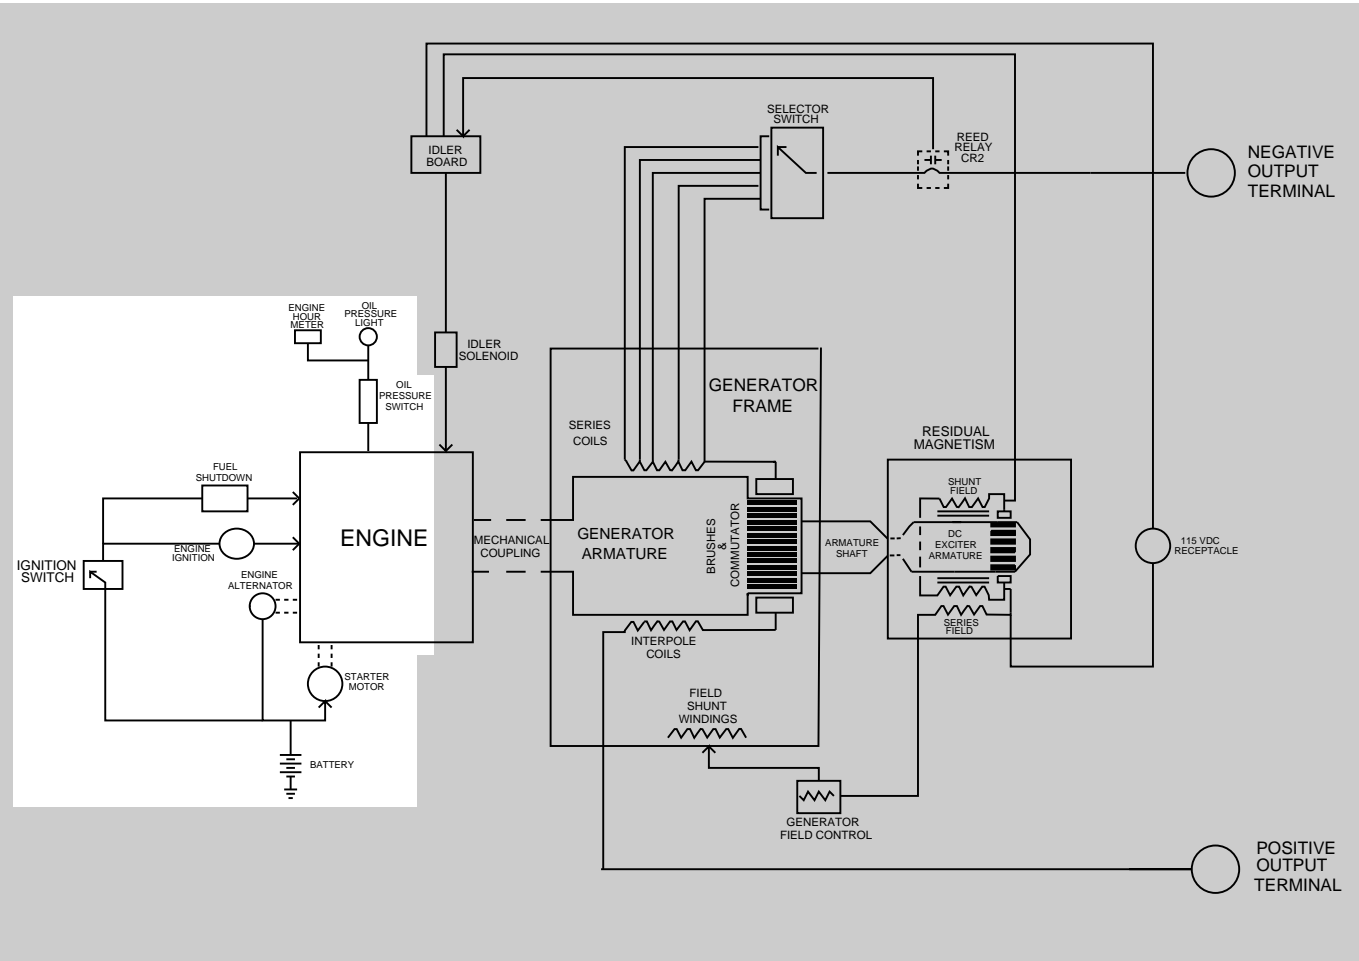 SELECTOR
SWITCH
REED
RELAY
CR2
NEGATIVE
OUTPUT
TERMINAL
IDLER
BOARD
ENGINE
HOUR
METER
OIL
PRESSURE
LIGHT
IDLER
SOLENOID
OIL
PRESSURE
SWITCH
GENERATOR
FRAME
SERIES
COILS
RESIDUAL
MAGNETISM
FUEL
SHUTDOWN
SHUNT
FIELD
ENGINE
MECHANICAL
COUPLING
GENERATOR
ARMATURE
BRUSHES
&
COMMUTATOR
ARMATURE
SHAFT
DC
EXCITER
ARMATURE
115 VDC
RECEPTACLE
ENGINE
IGNITION
IGNITION
SWITCH
ENGINE
ALTERNATOR
SERIES
FIELD
INTERPOLE
COILS
STARTER
MOTOR
FIELD
SHUNT
WINDINGS
BATTERY
GENERATOR
FIELD CONTROL
POSITIVE
OUTPUT
TERMINAL